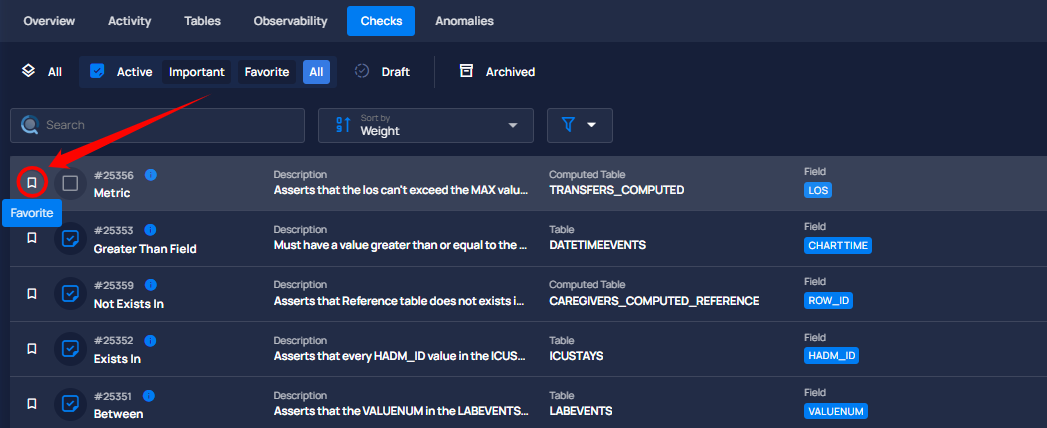 Overview Activity Tables Observability Checks Anomalies
All Active Important Favorite All Draft Archived
Search Sort by Weight
#25356 Description Computed Table Field
Metric Asserts that the los can't exceed the MAX valu... TRANSFERS_COMPUTED LOS
Favorite
#25353 Description Table Field
Greater Than Field Must have a value greater than or equal to the ... DATETIMEEVENTS CHARTTIME
#25359 Description Computed Table Field
Not Exists In Asserts that Reference table does not exists i... CAREGIVERS_COMPUTED_REFERENCE ROW_ID
#25352 Description Table Field
Exists In Asserts that every HADM_ID value in the ICUS... ICUSTAYS HADM_ID
#25351 Description Table Field
Between Asserts that the VALUENUM in the LABEVENTS... LABEVENTS VALUENUM